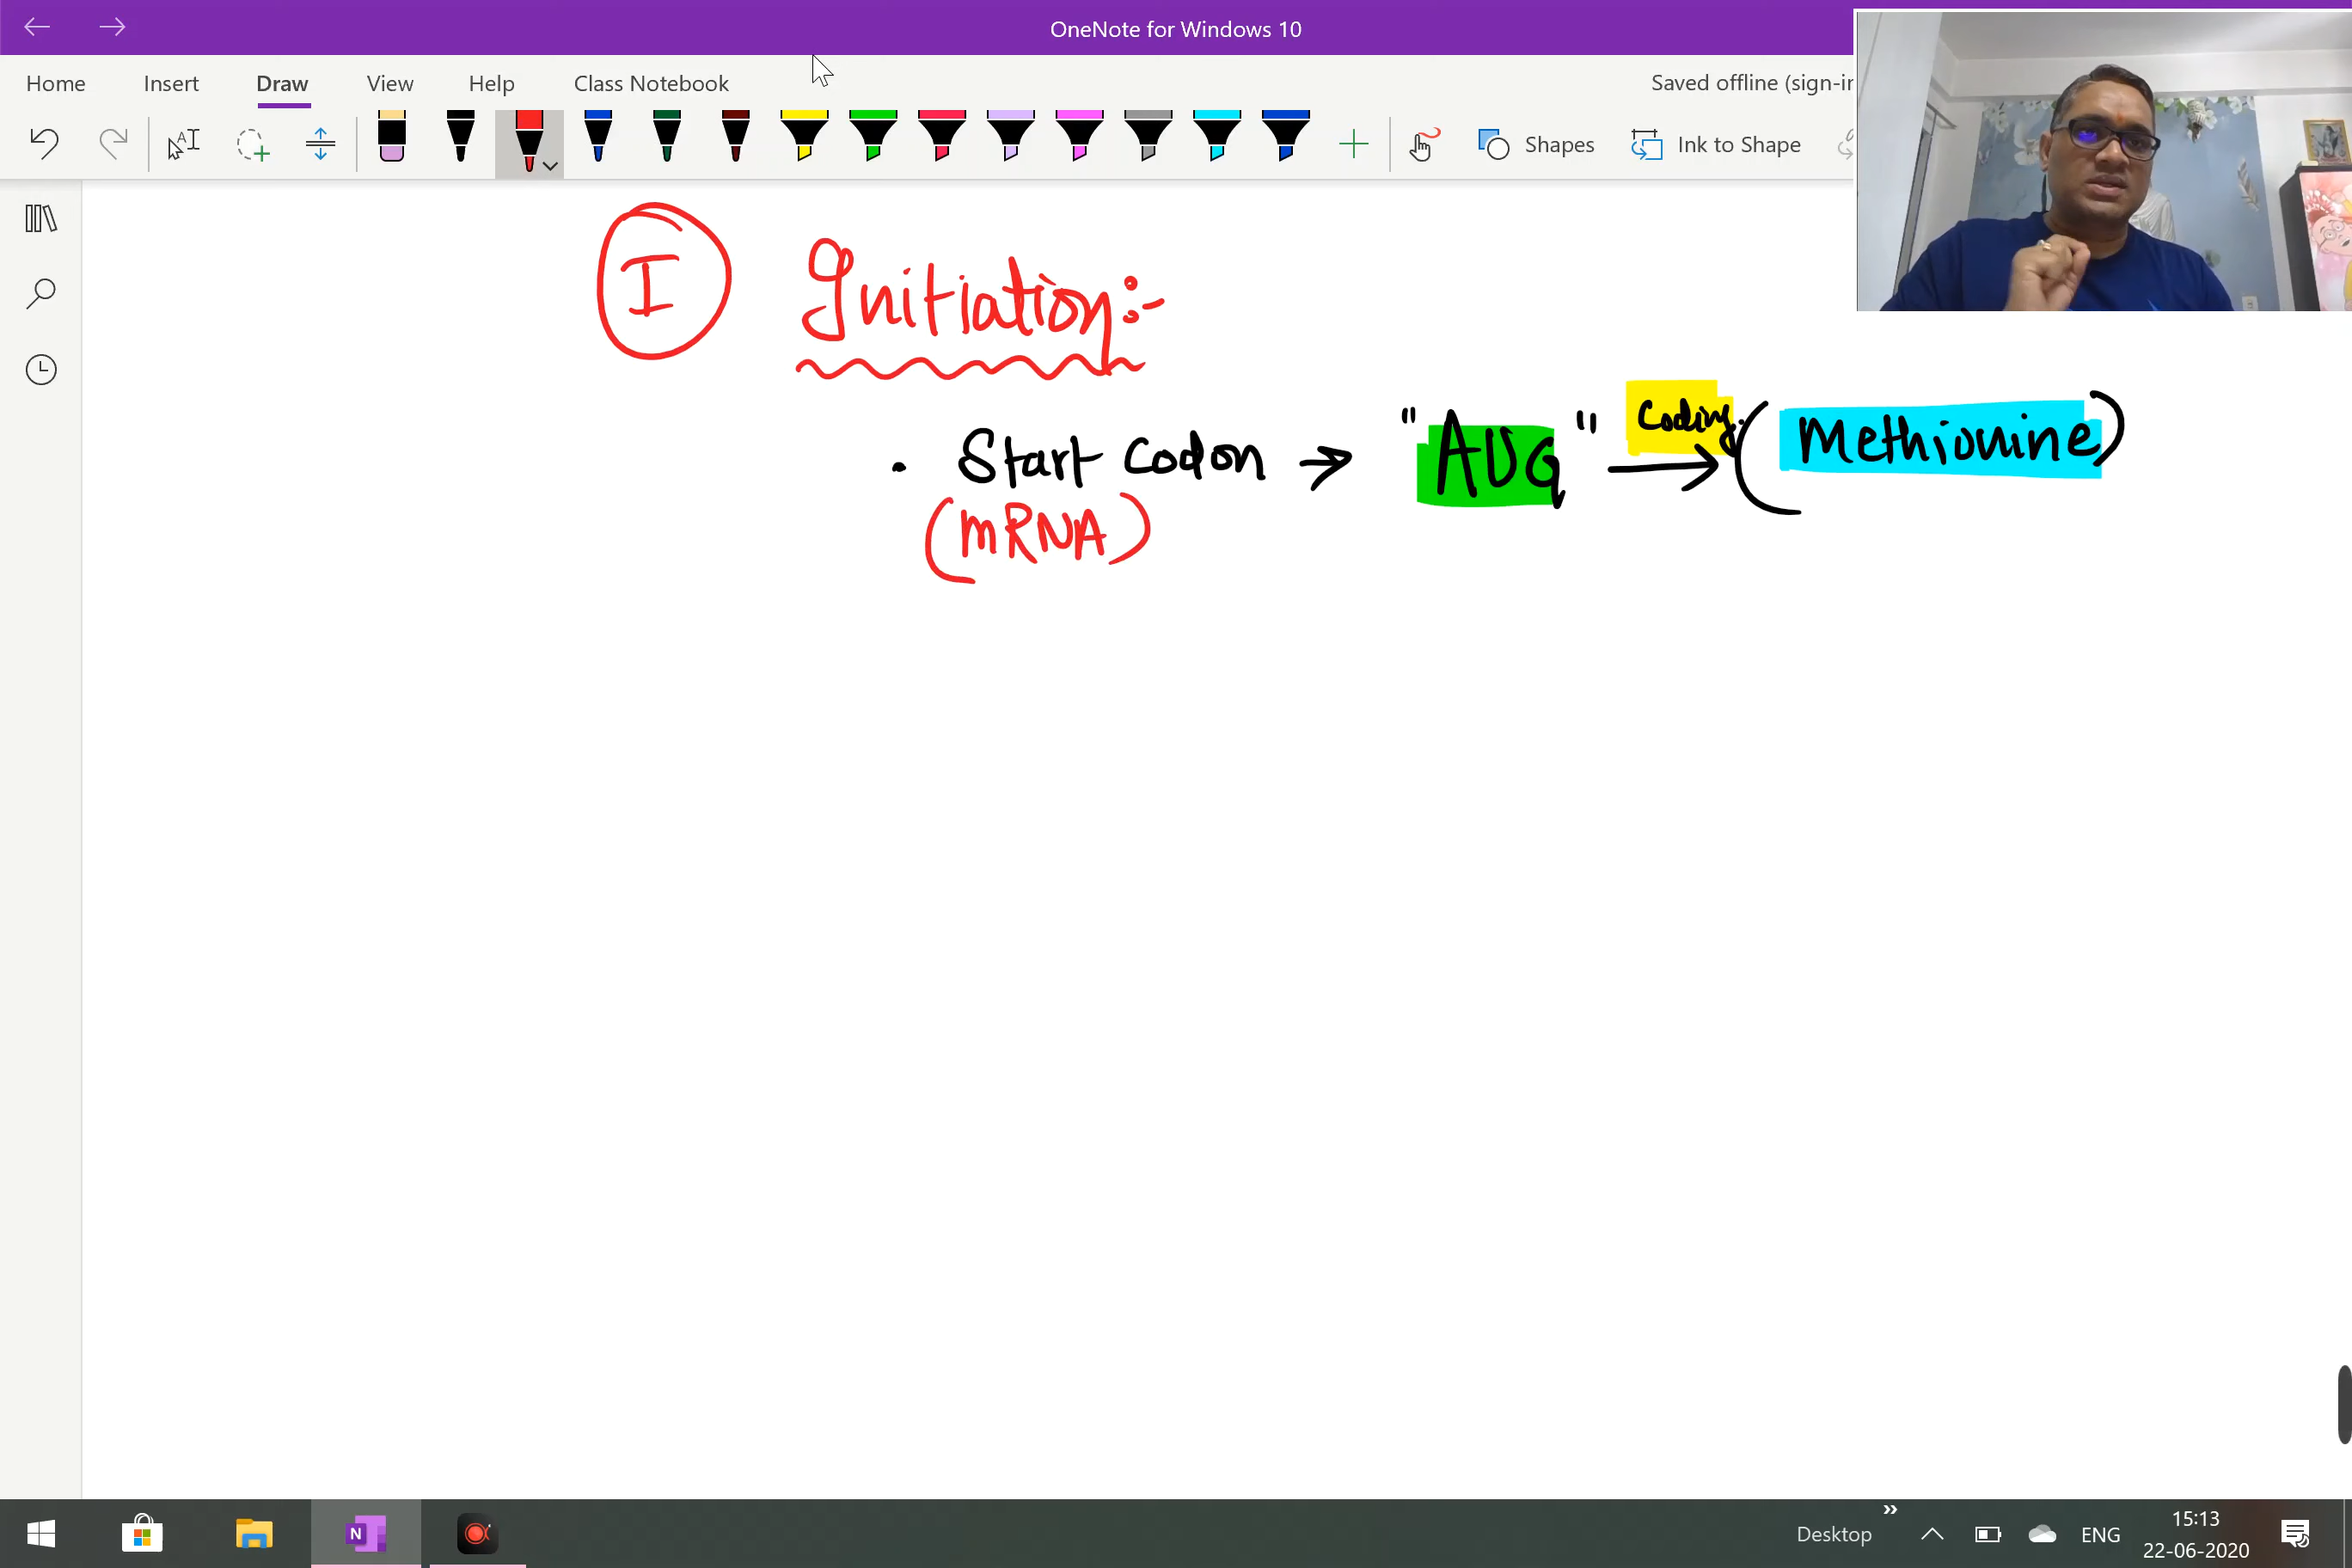 OneNote for Windows 10
Home Insert Draw View Help Class Notebook Saved offline (sign-in
Shapes Ink to Shape
I Initiation:-
. Start Codon → "AUG" Coding → (Methionine)
(mRNA)
Desktop ENG 15:13
22-06-2020